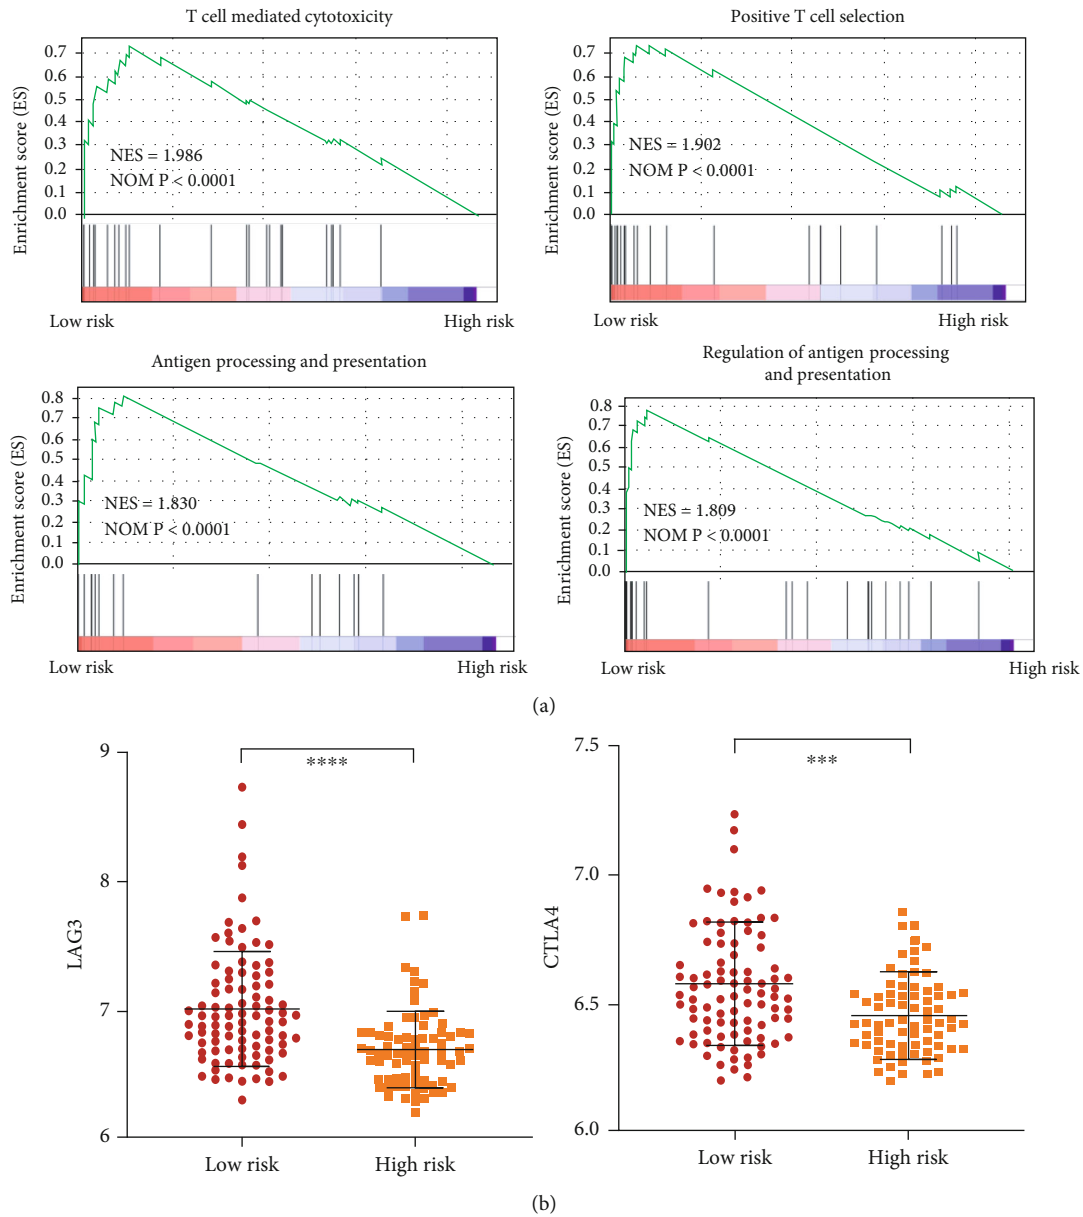 T cell mediated cytotoxicity
Enrichment score (ES)
0.7
0.6
0.5
0.4
0.3
0.2
0.1
0.0
NES = 1.986
NOM P < 0.0001
Low risk
High risk
Positive T cell selection
Enrichment score (ES)
0.7
0.6
0.5
0.4
0.3
0.2
0.1
0.0
NES = 1.902
NOM P < 0.0001
Low risk
High risk
Antigen processing and presentation
Enrichment score (ES)
0.8
0.7
0.6
0.5
0.4
0.3
0.2
0.1
0.0
NES = 1.830
NOM P < 0.0001
Low risk
High risk
Regulation of antigen processing
and presentation
Enrichment score (ES)
0.8
0.7
0.6
0.5
0.4
0.3
0.2
0.1
0.0
NES = 1.809
NOM P < 0.0001
Low risk
High risk
(a)
LAG3
9
8
7
6
****
Low risk
High risk
CTLA4
7.5
7.0
6.5
6.0
***
Low risk
High risk
(b)